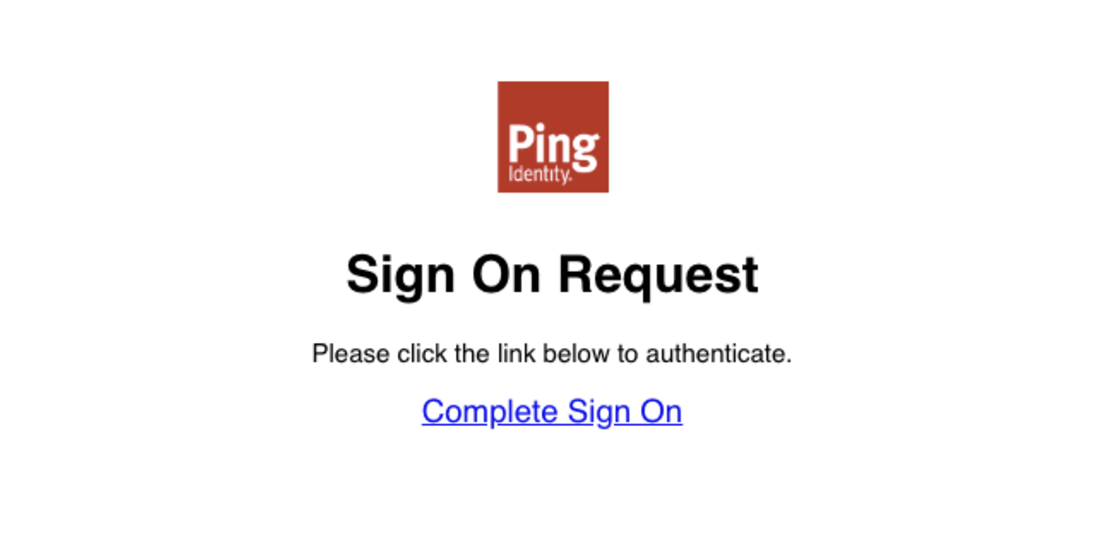 Ping
Identity.
Sign On Request
Please click the link below to authenticate.
Complete Sign On